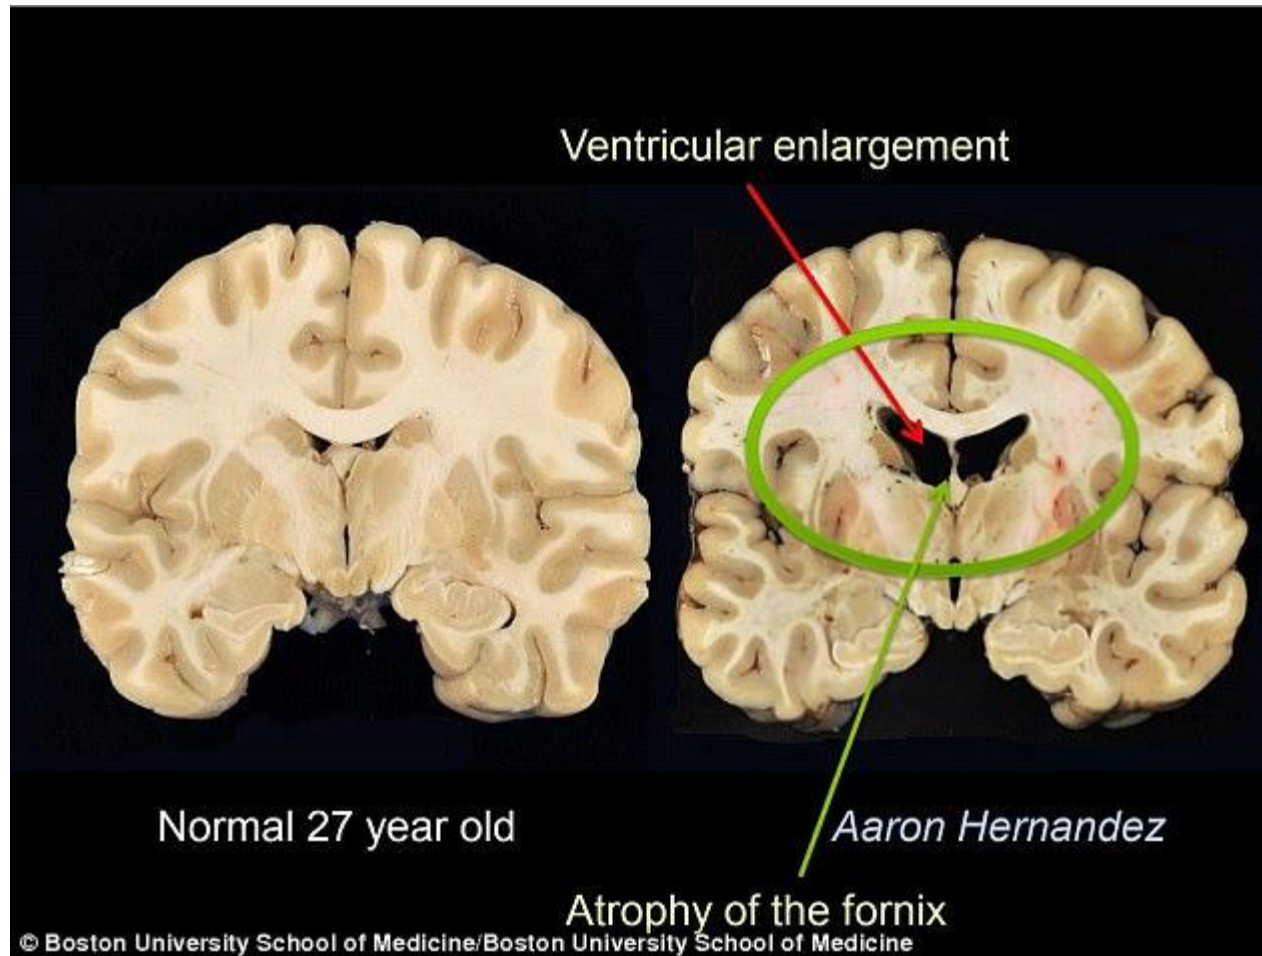 Ventricular enlargement
Normal 27 year old
Aaron Hernandez
Atrophy of the fornix
© Boston University School of Medicine/Boston University School of Medicine